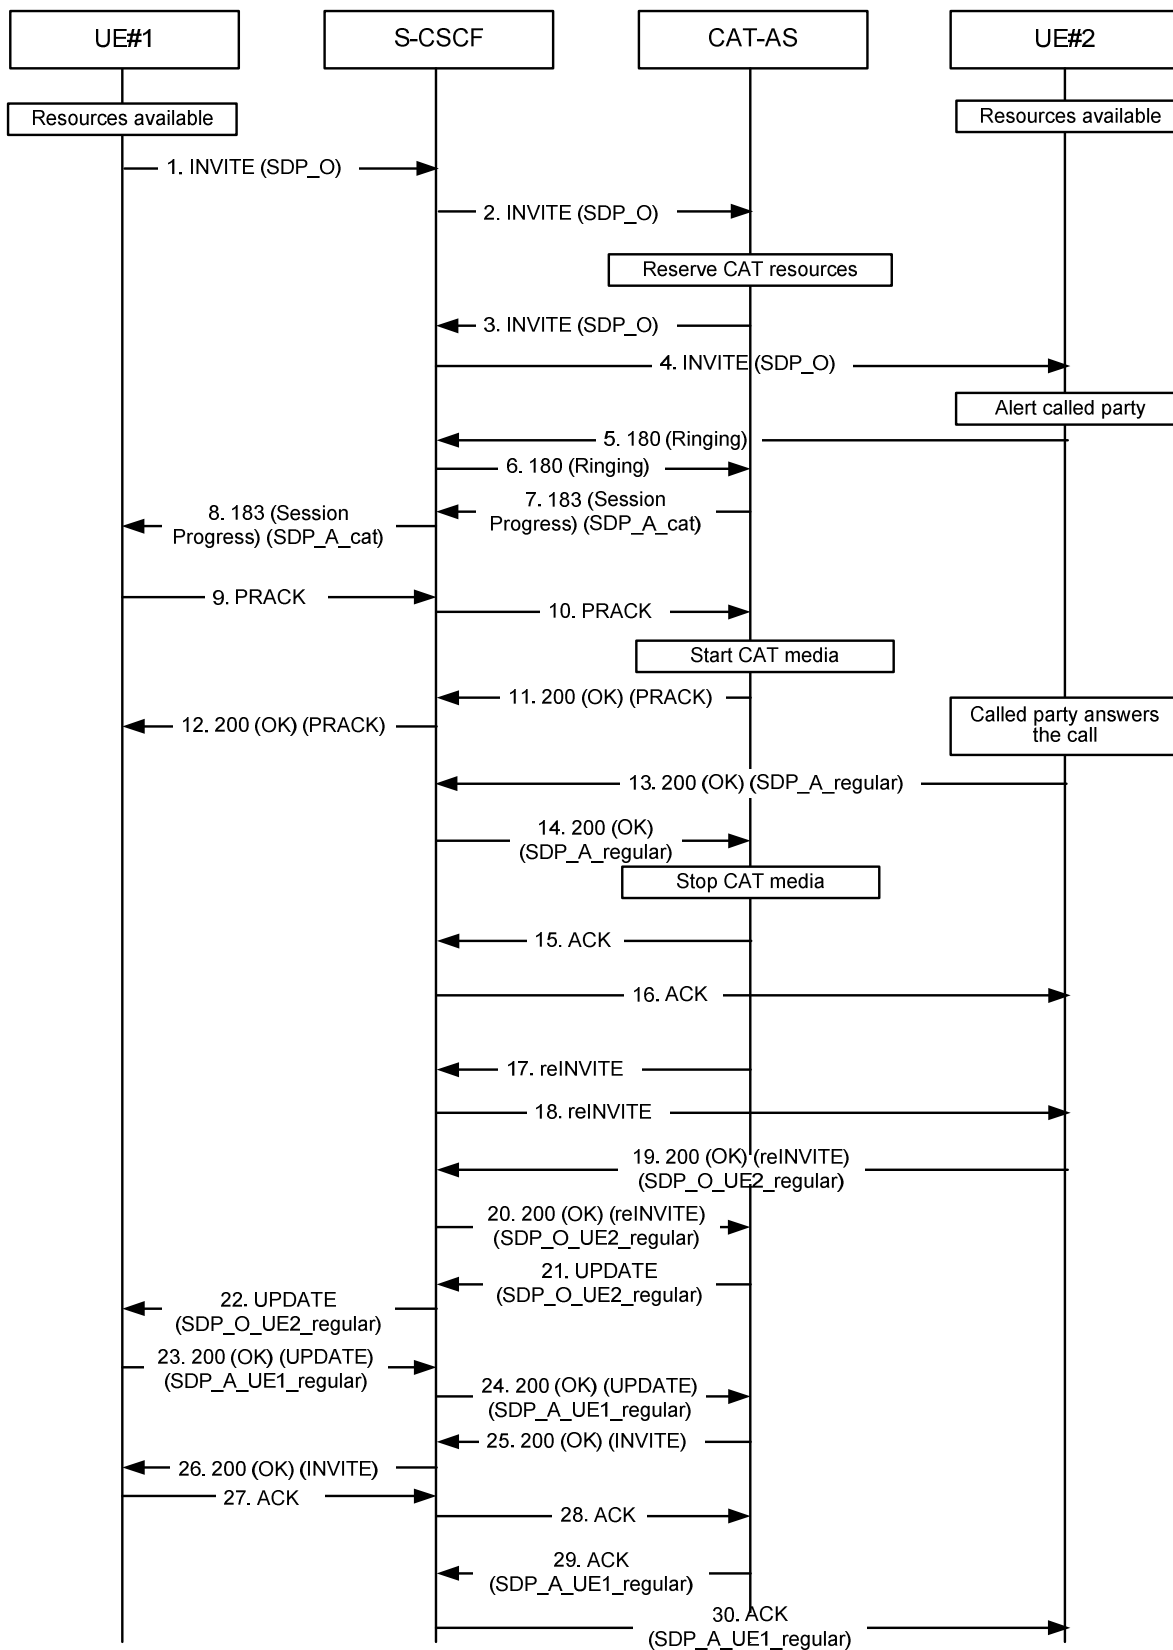 UE#1
S-CSCF
CAT-AS
UE#2
Resources available
Resources available
1. INVITE (SDP_O)
2. INVITE (SDP_O)
Reserve CAT resources
3. INVITE (SDP_O)
4. INVITE (SDP_O)
Alert called party
5. 180 (Ringing)
6. 180 (Ringing)
7. 183 (Session
Progress) (SDP_A_cat)
8. 183 (Session
Progress) (SDP_A_cat)
9. PRACK
10. PRACK
Start CAT media
11. 200 (OK) (PRACK)
12. 200 (OK) (PRACK)
Called party answers
the call
13. 200 (OK) (SDP_A_regular)
14. 200 (OK)
(SDP_A_regular)
Stop CAT media
15. ACK
16. ACK
17. reINVITE
18. reINVITE
19. 200 (OK) (reINVITE)
(SDP_O_UE2_regular)
20. 200 (OK) (reINVITE)
(SDP_O_UE2_regular)
21. UPDATE
(SDP_O_UE2_regular)
22. UPDATE
(SDP_O_UE2_regular)
23. 200 (OK) (UPDATE)
(SDP_A_UE1_regular)
24. 200 (OK) (UPDATE)
(SDP_A_UE1_regular)
25. 200 (OK) (INVITE)
26. 200 (OK) (INVITE)
27. ACK
28. ACK
29. ACK
(SDP_A_UE1_regular)
30. ACK
(SDP_A_UE1_regular)